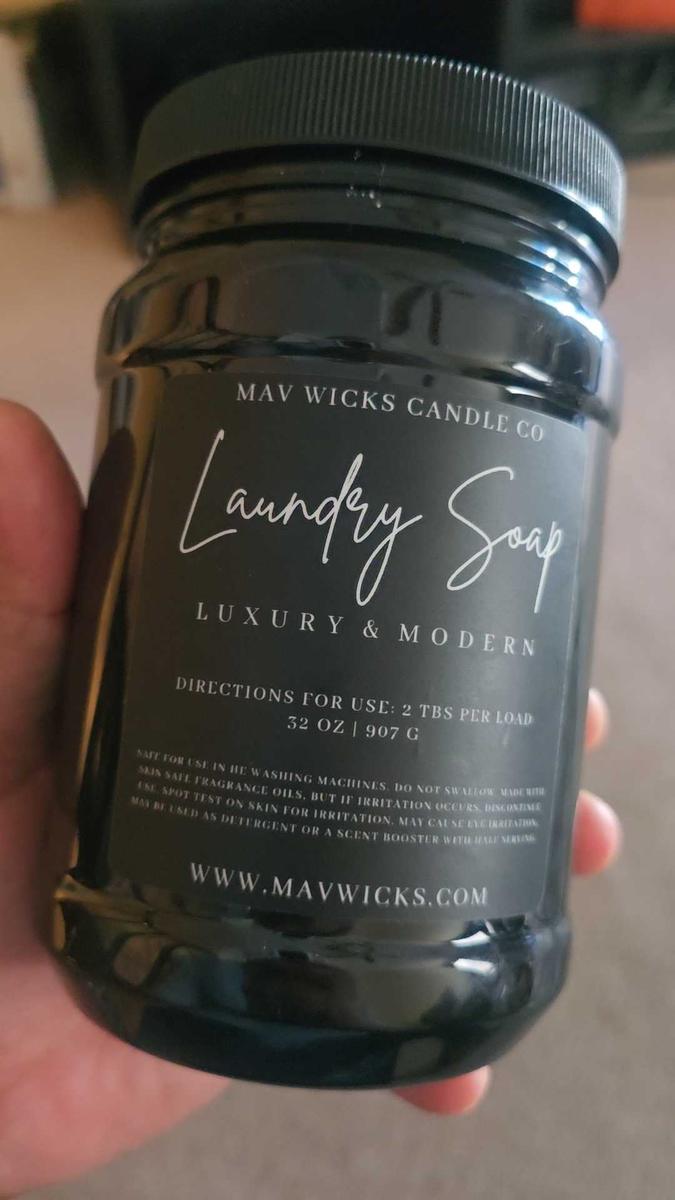 MAV WICKS CANDLE CO
Laundry Soap
LUXURY & MODERN
DIRECTIONS FOR USE: 2 TBS PER LOAD
32 OZ | 907 G
SAFE FOR USE IN HE WASHING MACHINES. DO NOT SWALLOW. MADE WITH
SKIN SAFE FRAGRANCE OILS, BUT IF IRRITATION OCCURS, DISCONTINUE
USE. SPOT TEST ON SKIN FOR IRRITATION. MAY CAUSE EYE IRRITATION.
MAY BE USED AS DETERGENT OR A SCENT BOOSTER WITH HALF SERVING.
WWW.MAVWICKS.COM